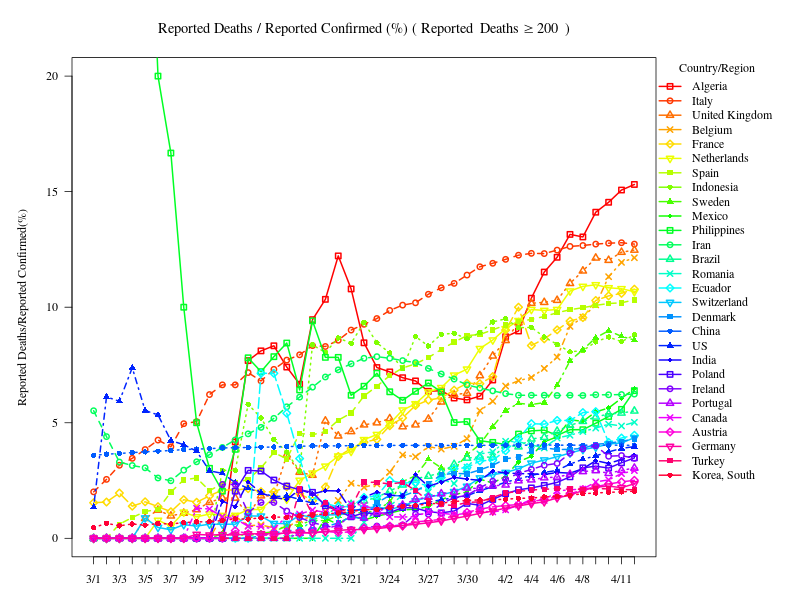 Reported Deaths / Reported Confirmed (%) ( Reported Deaths ≥ 200 )
Reported Deaths/Reported Confirmed(%)
20
15
10
5
0
3/1
3/3
3/5
3/7
3/9
3/12
3/15
3/18
3/21
3/24
3/27
3/30
4/2
4/4
4/6
4/8
4/11
Country/Region
Algeria
Italy
United Kingdom
Belgium
France
Netherlands
Spain
Indonesia
Sweden
Mexico
Philippines
Iran
Brazil
Romania
Ecuador
Switzerland
Denmark
China
US
India
Poland
Ireland
Portugal
Canada
Austria
Germany
Turkey
Korea, South